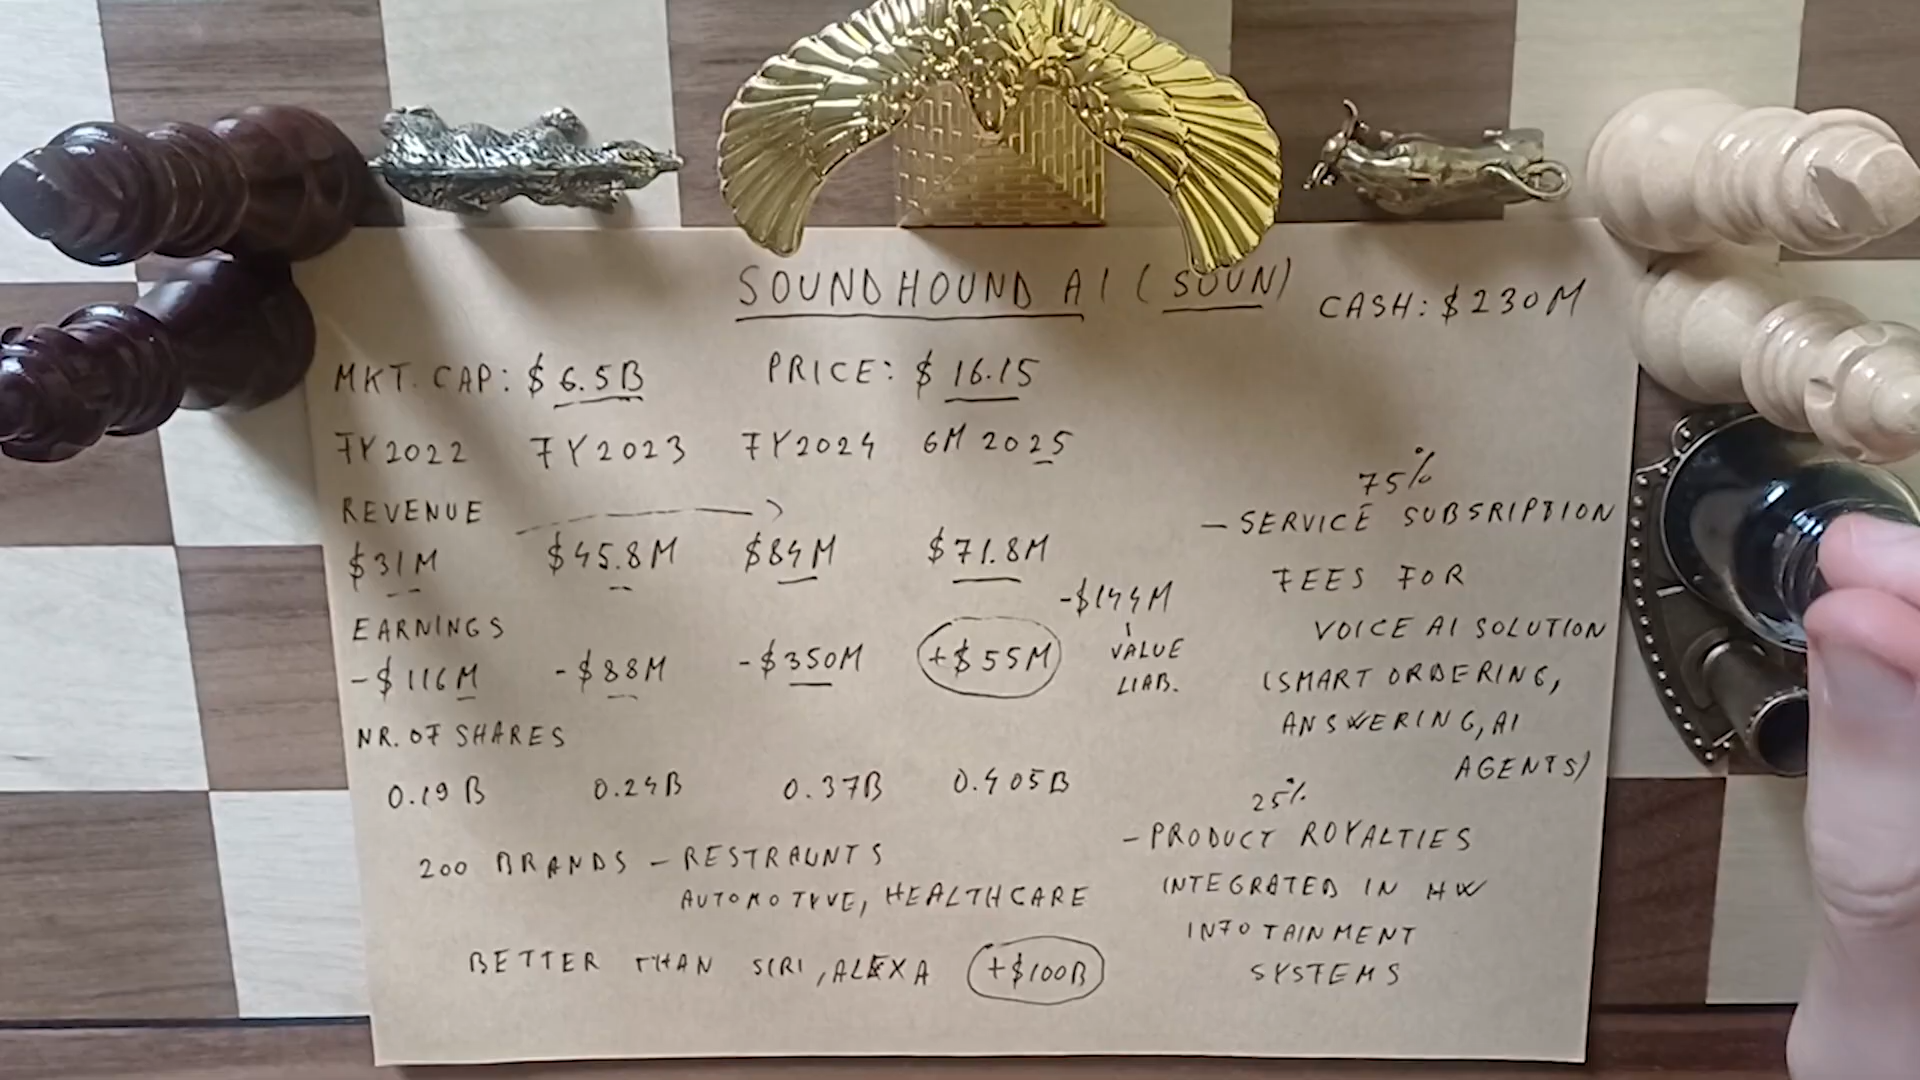 SOUNDHOUND AI (SOUN)
CASH: $230M
MKT. CAP: $6.5B PRICE: $16.15
FY2022 FY2023 FY2024 6M 2025
REVENUE
$31M $45.8M $84M $71.8M
EARNINGS
-$116M -$88M -$350M +$55M
-$144M
VALUE
LIAB.
NR. OF SHARES
0.19B 0.24B 0.37B 0.405B
200 BRANDS - RESTRAUNTS
AUTOMOTYVE, HEALTHCARE
BETTER THAN SIRI, ALEXA +$100B
75%
- SERVICE SUBSRIPTION
FEES FOR
VOICE AI SOLUTION
(SMART ORDERING,
ANSWERING, AI
AGENTS)
25%
- PRODUCT ROYALTIES
INTEGRATED IN HW
INFOTAINMENT
SYSTEMS